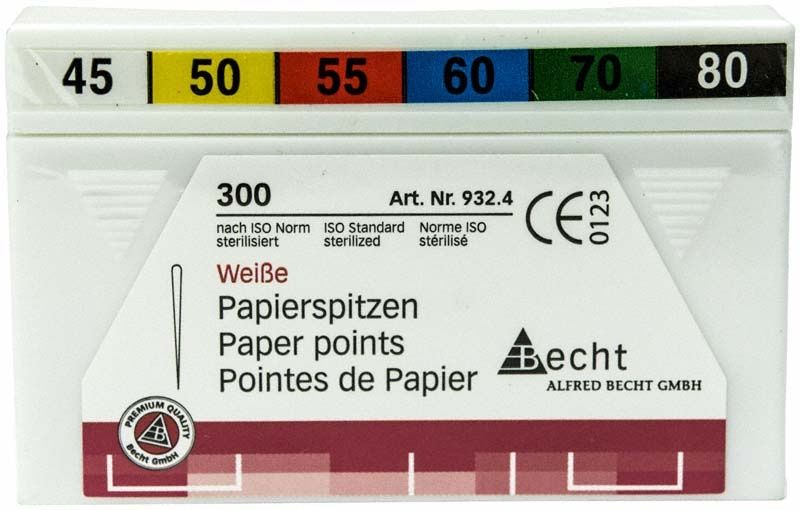 45 50 55 60 70 80
300 Art. Nr. 932.4
nach ISO Norm ISO Standard Norme ISO
sterilisiert sterilized stérilisé
CE 0123
Weiße
Papierspitzen
Paper points
Pointes de Papier
Becht
ALFRED BECHT GMBH
PREMIUM QUALITY
B
Becht GmbH